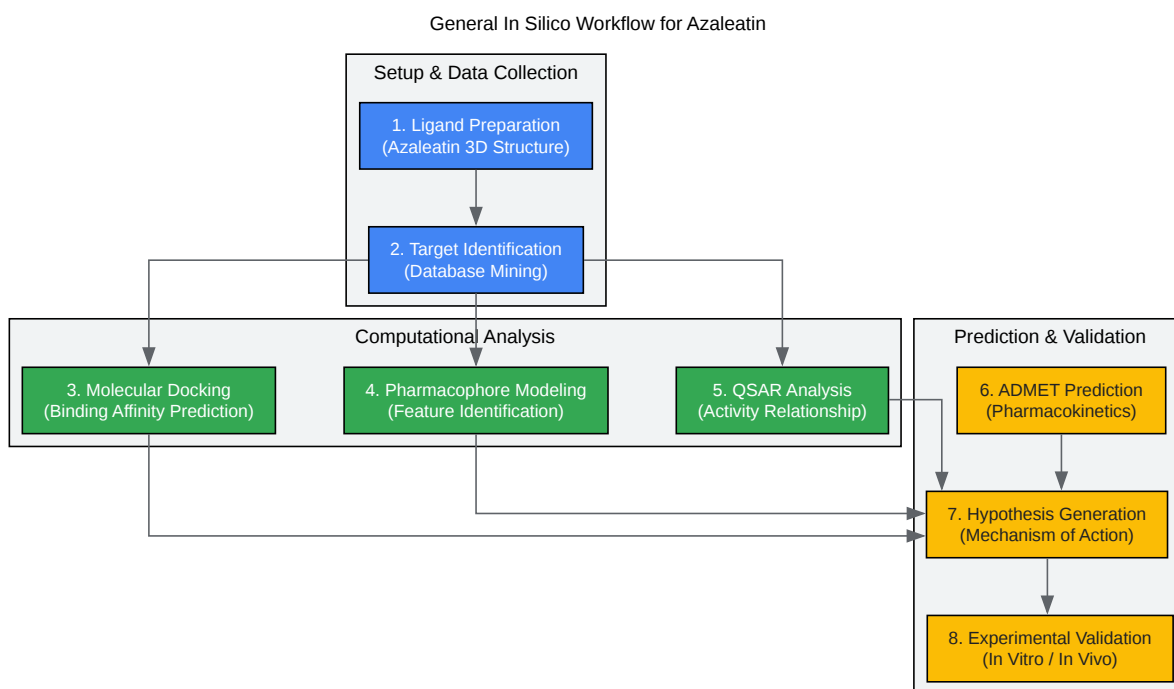 General In Silico Workflow for Azaleatin
Setup & Data Collection
1. Ligand Preparation
(Azaleatin 3D Structure)
2. Target Identification
(Database Mining)
Computational Analysis
3. Molecular Docking
(Binding Affinity Prediction)
4. Pharmacophore Modeling
(Feature Identification)
5. QSAR Analysis
(Activity Relationship)
Prediction & Validation
6. ADMET Prediction
(Pharmacokinetics)
7. Hypothesis Generation
(Mechanism of Action)
8. Experimental Validation
(In Vitro / In Vivo)